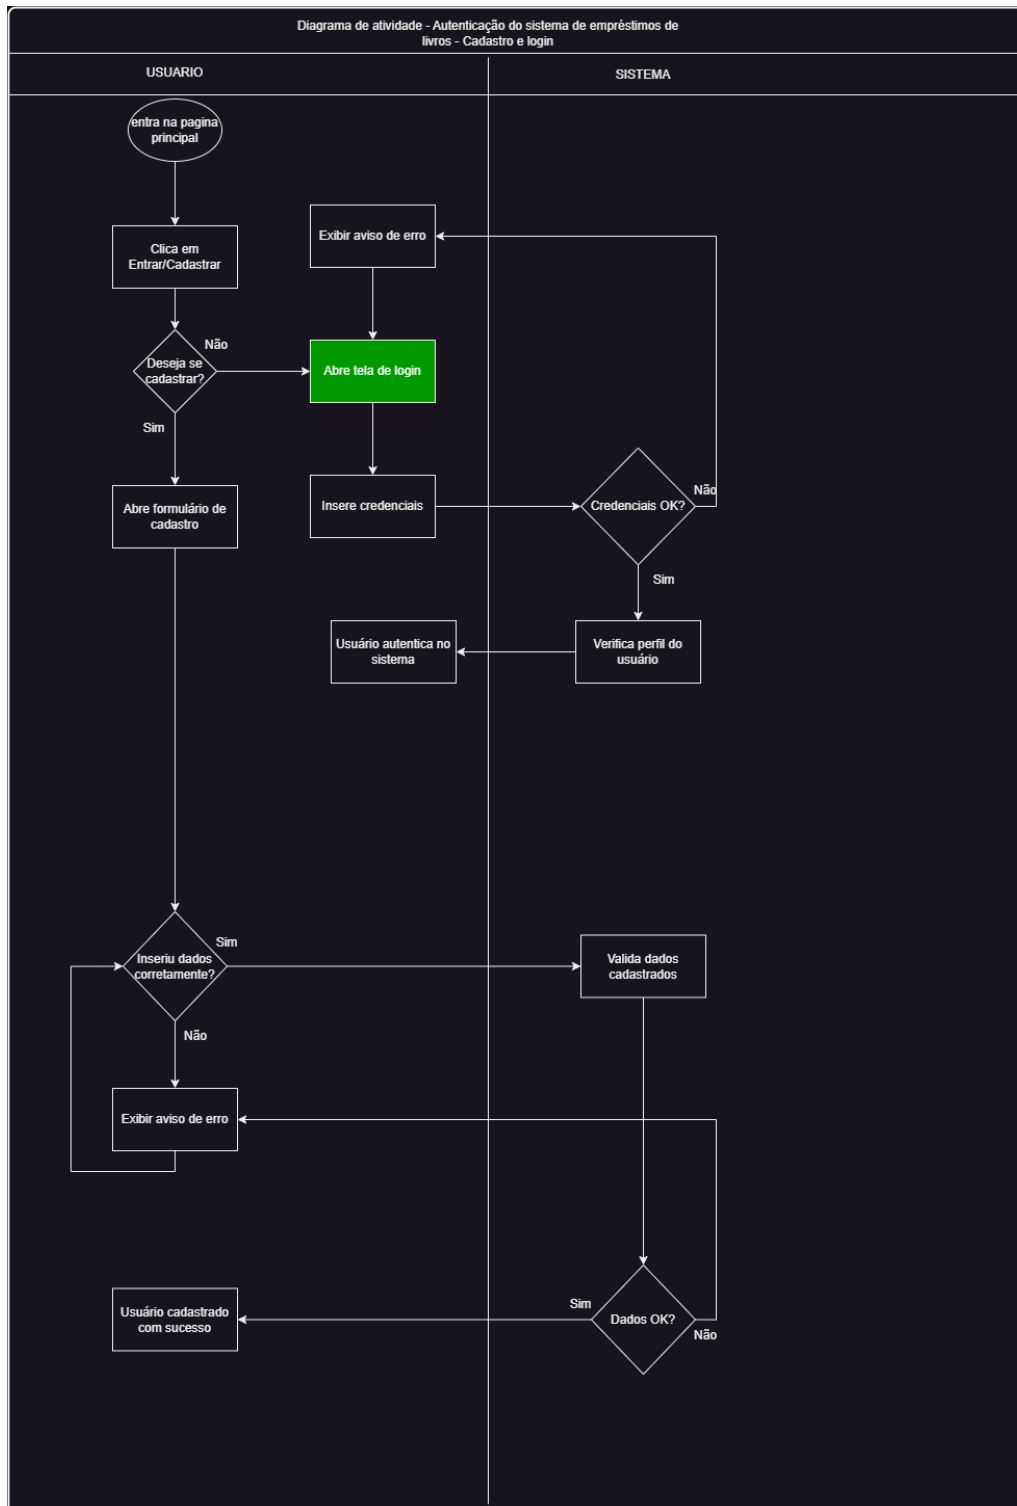 Diagrama de atividade - Autenticação do sistema de empréstimos de
livros - Cadastro e login
USUARIO
SISTEMA
entra na pagina
principal
Clica em
Entrar/Cadastrar
Exibir aviso de erro
Não
Deseja se
cadastrar?
Abre tela de login
Sim
Abre formulário de
cadastro
Insere credenciais
Credenciais OK?
Não
Sim
Usuário autentica no
sistema
Verifica perfil do
usuário
Sim
Inseriu dados
corretamente?
Valida dados
cadastrados
Não
Exibir aviso de erro
Usuário cadastrado
com sucesso
Sim
Dados OK?
Não